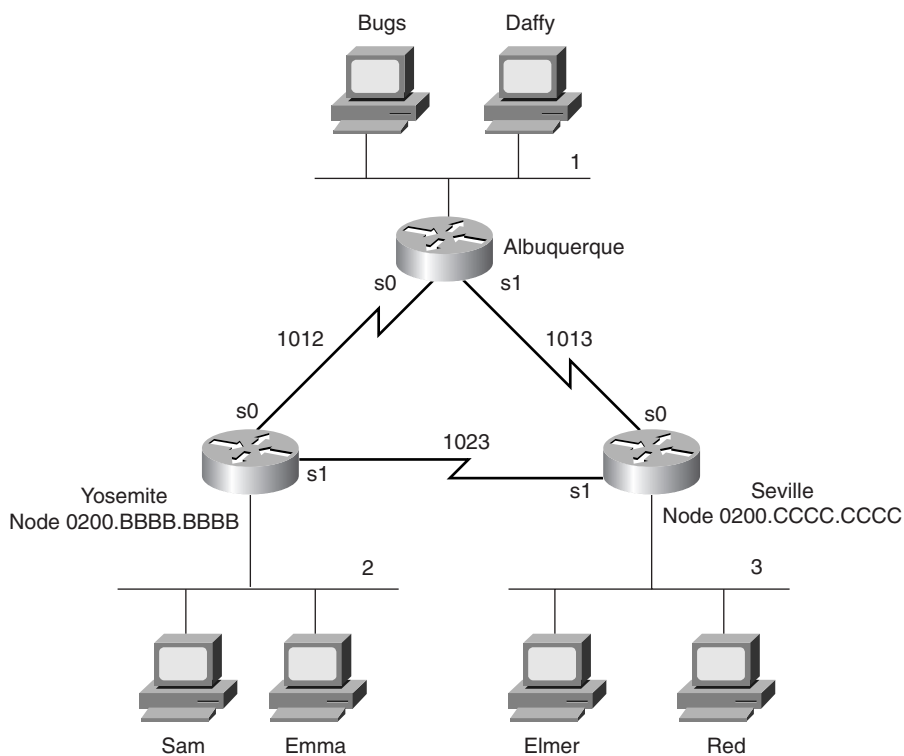 Bugs
Daffy
1
Albuquerque
s0
s1
1012
1013
s0
s0
1023
s1
s1
Yosemite
Node 0200.BBBB.BBBB
Seville
Node 0200.CCCC.CCCC
2
3
Sam
Emma
Elmer
Red